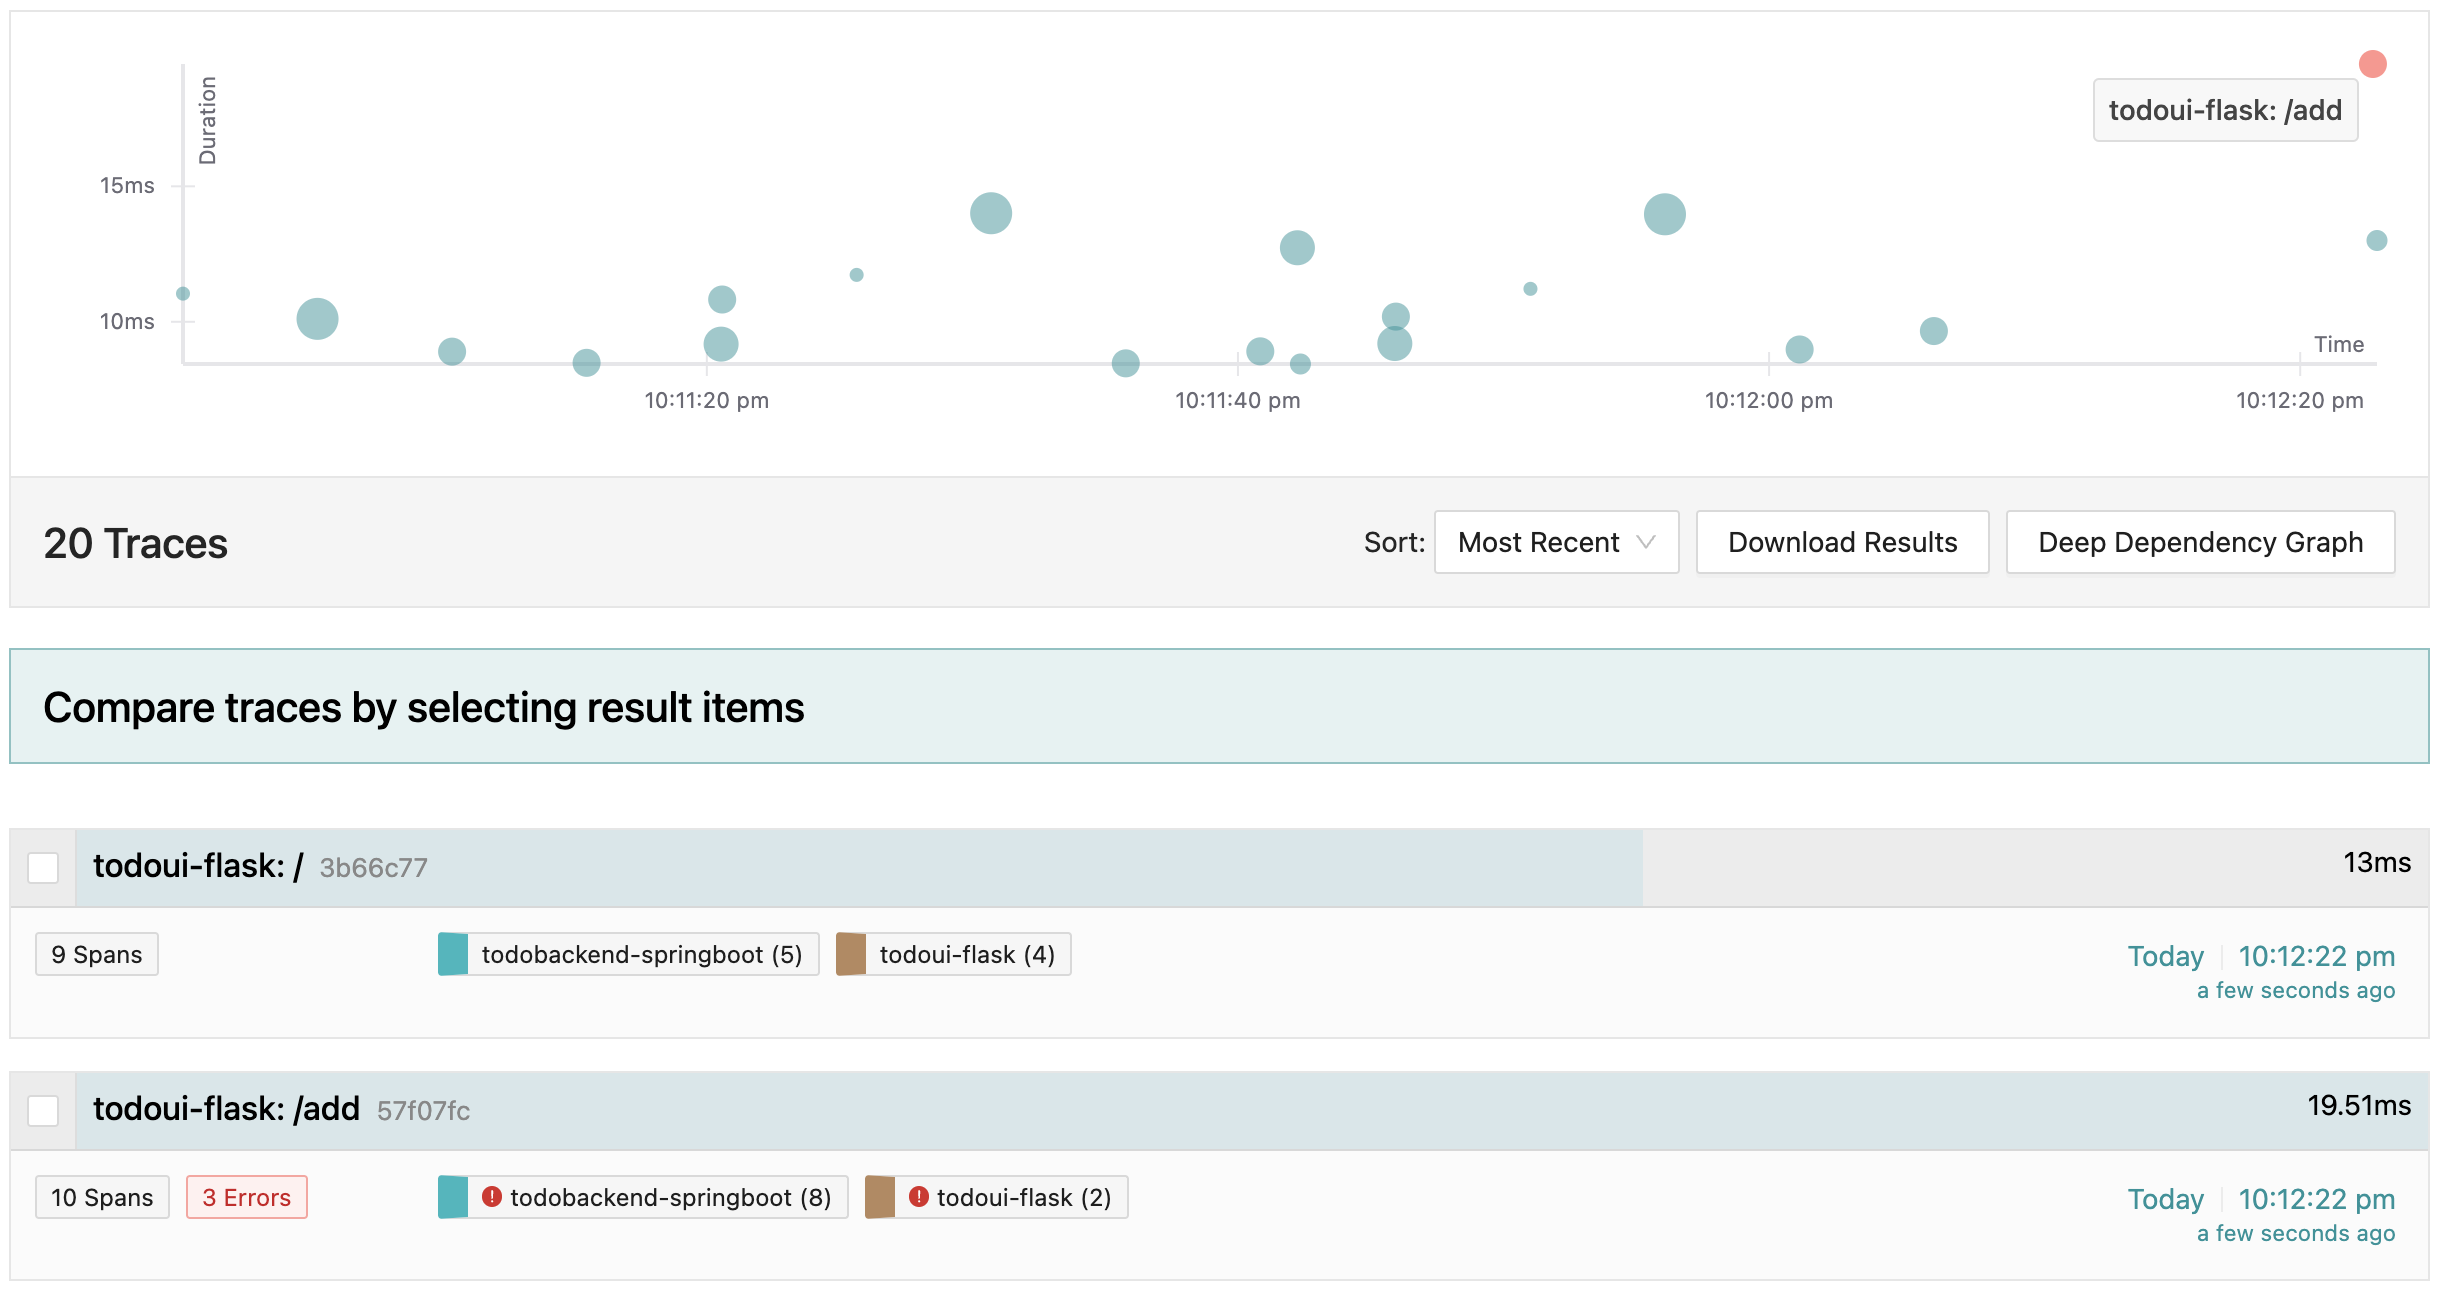 Duration
todoui-flask: /add
15ms
10ms
Time
10:11:20 pm
10:11:40 pm
10:12:00 pm
10:12:20 pm
20 Traces
Sort: Most Recent
Download Results
Deep Dependency Graph
Compare traces by selecting result items
todoui-flask: / 3b66c77
13ms
9 Spans
todobackend-springboot (5)
todoui-flask (4)
Today 10:12:22 pm
a few seconds ago
todoui-flask: /add 57f07fc
19.51ms
10 Spans
3 Errors
todobackend-springboot (8)
todoui-flask (2)
Today 10:12:22 pm
a few seconds ago